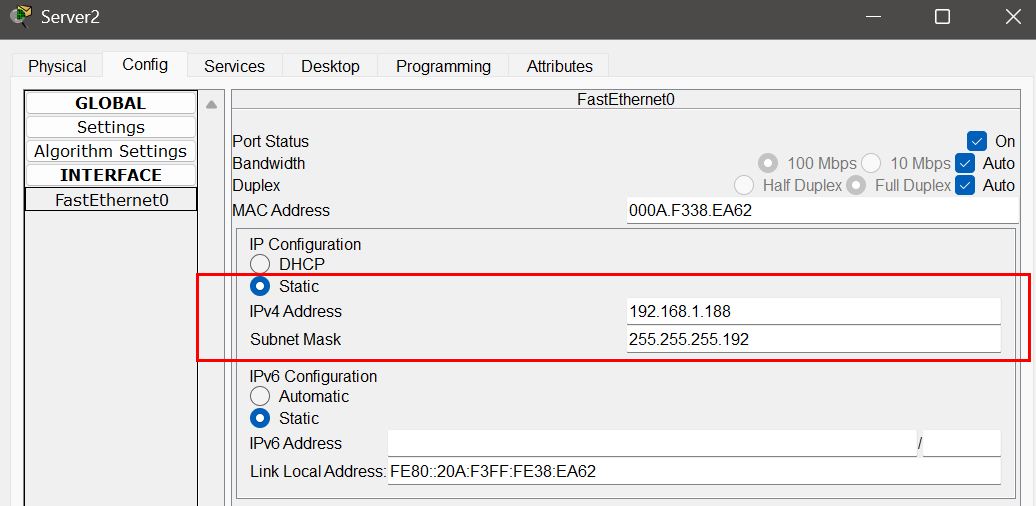 Server2
Physical Config Services Desktop Programming Attributes
GLOBAL
Settings
Algorithm Settings
INTERFACE
FastEthernet0
FastEthernet0
Port Status On
Bandwidth 100 Mbps 10 Mbps Auto
Duplex Half Duplex Full Duplex Auto
MAC Address 000A.F338.EA62
IP Configuration
DHCP
Static
IPv4 Address 192.168.1.188
Subnet Mask 255.255.255.192
IPv6 Configuration
Automatic
Static
IPv6 Address /
Link Local Address: FE80::20A:F3FF:FE38:EA62